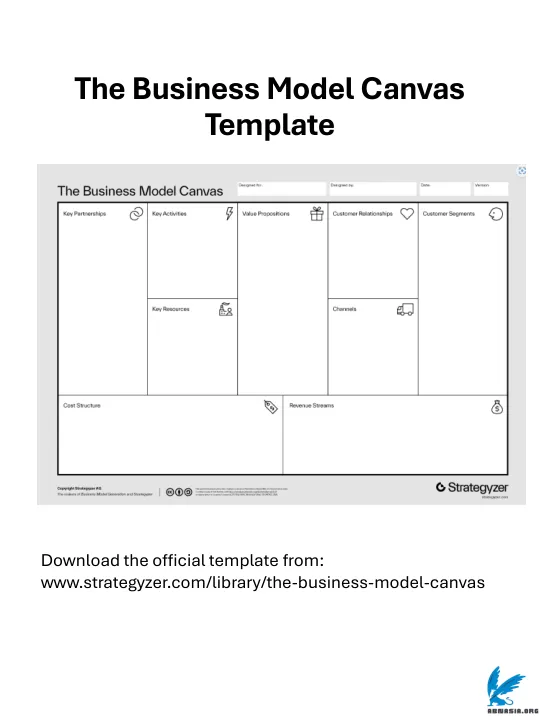 The Business Model Canvas
Template
The Business Model Canvas
Designed for:
Designed by:
Date:
Version:
Key Partnerships
Key Activities
Value Propositions
Customer Relationships
Customer Segments
Key Resources
Channels
Cost Structure
Revenue Streams
Copyright Strategyzer AG
The makers of Business Model Generation and Strategyzer
Strategyzer
strategyzer.com
Download the official template from:
www.strategyzer.com/library/the-business-model-canvas
ABMASIA.ORG